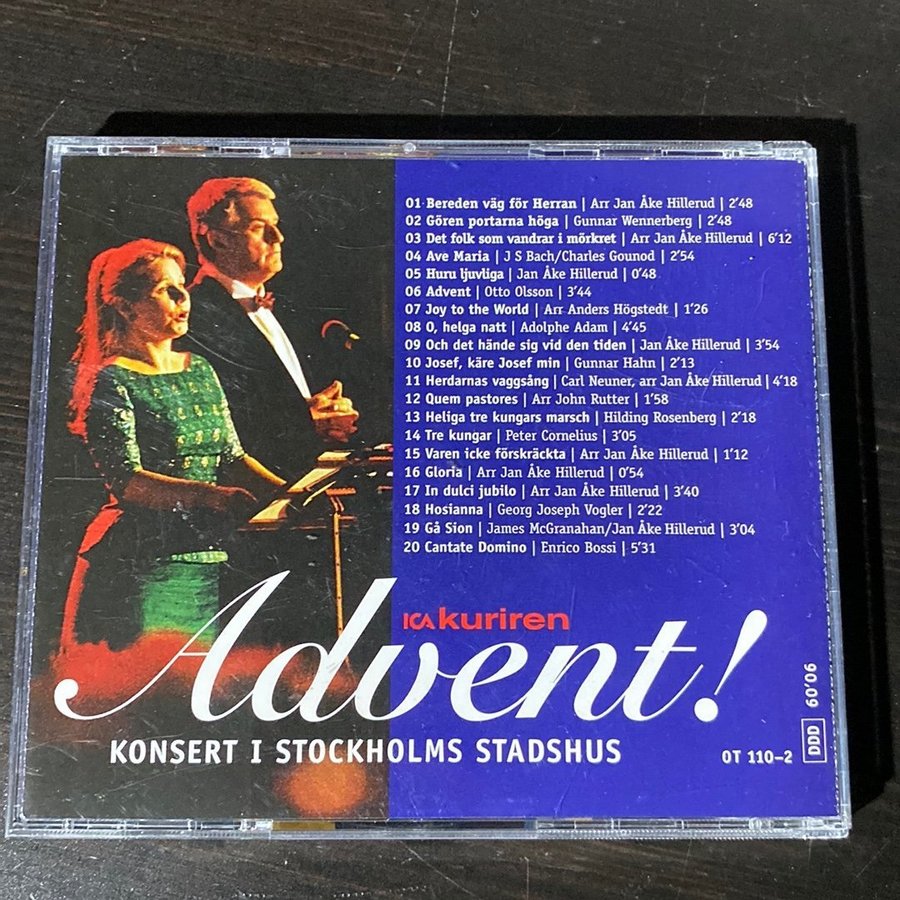 01 Bereden väg för Herran | Arr Jan Åke Hillerud | 2'48
02 Gören portarna höga | Gunnar Wennerberg | 2'48
03 Det folk som vandrar i mörkret | Arr Jan Åke Hillerud | 6'12
04 Ave Maria | J S Bach/Charles Gounod | 2'54
05 Huru ljuvliga | Jan Åke Hillerud | 0'48
06 Advent | Otto Olsson | 3'44
07 Joy to the World | Arr Anders Högstedt | 1'26
08 O, helga natt | Adolphe Adam | 4'45
09 Och det hände sig vid den tiden | Jan Åke Hillerud | 3'54
10 Josef, käre Josef min | Gunnar Hahn | 2'13
11 Herdarnas vaggsång | Carl Neuner, arr Jan Åke Hillerud | 4'18
12 Quem pastores | Arr John Rutter | 1'58
13 Heliga tre kungars marsch | Hilding Rosenberg | 2'18
14 Tre kungar | Peter Cornelius | 3'05
15 Varen icke förskräckta | Arr Jan Åke Hillerud | 1'12
16 Gloria | Arr Jan Åke Hillerud | 0'54
17 In dulci jubilo | Arr Jan Åke Hillerud | 3'40
18 Hosianna | Georg Joseph Vogler | 2'22
19 Gå Sion | James McGranahan/Jan Åke Hillerud | 3'04
20 Cantate Domino | Enrico Bossi | 5'31
ICA kuriren
Advent!
KONSERT I STOCKHOLMS STADSHUS
OT 110-2
DDD 60'06